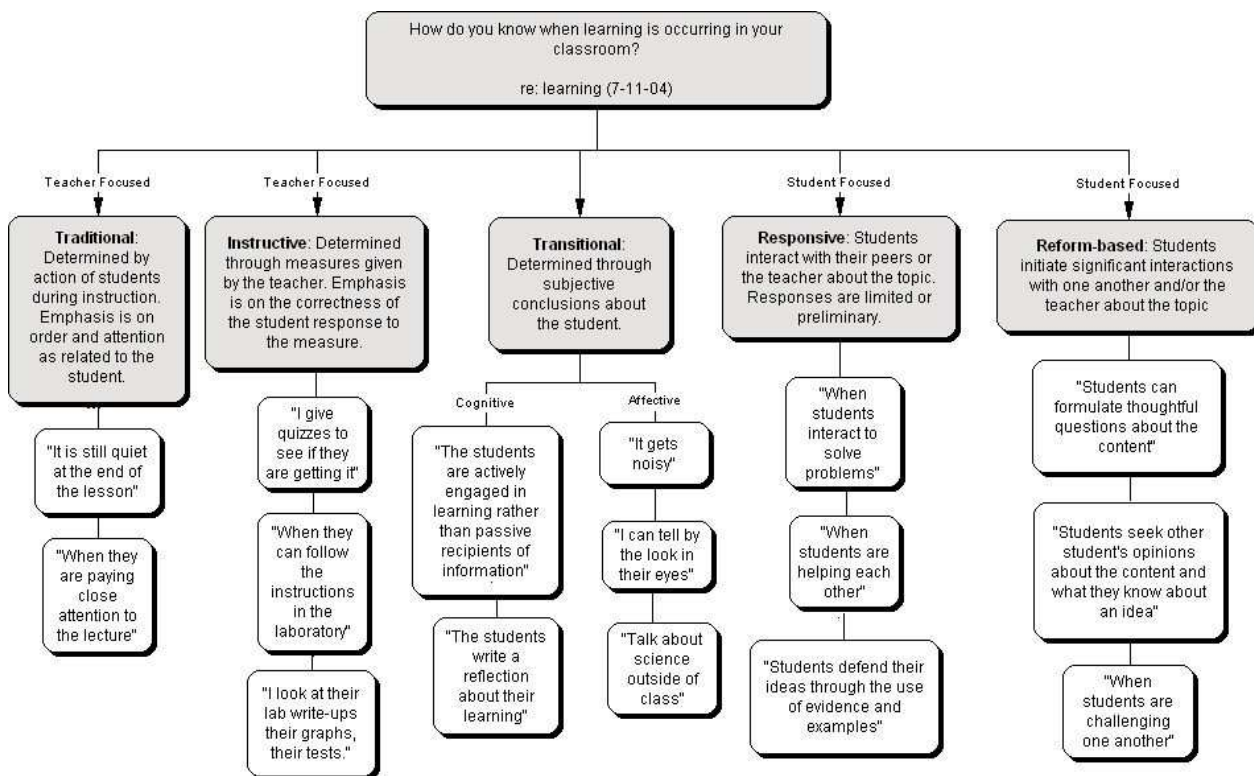 How do you know when learning is occurring in your
classroom?
re: learning (7-11-04)
Teacher Focused
Teacher Focused
Student Focused
Student Focused
Traditional:
Determined by
action of students
during instruction.
Emphasis is on
order and attention
as related to the
student.
Instructive: Determined
through measures given
by the teacher. Emphasis
is on the correctness of
the student response to
the measure.
Transitional:
Determined through
subjective
conclusions about
the student.
Responsive: Students
interact with their peers or
the teacher about the topic.
Responses are limited or
preliminary.
Reform-based: Students
initiate significant interactions
with one another and/or the
teacher about the topic
Cognitive
Affective
"It is still quiet
at the end of
the lesson"
"When they
are paying
close
attention to
the lecture"
"I give
quizzes to
see if they
are getting it"
"When they
can follow
the
instructions
in the
laboratory"
"I look at their
lab write-ups
their graphs,
their tests."
"The students
are actively
engaged in
learning rather
than passive
recipients of
information"
"The students
write a
reflection
about their
learning"
"It gets
noisy"
"I can tell by
the look in
their eyes"
"Talk about
science
outside of
class"
"When
students
interact to
solve
problems"
"When
students are
helping each
other"
"Students defend their
ideas through the use
of evidence and
examples"
"Students can
formulate thoughtful
questions about the
content"
"Students seek other
student's opinions
about the content and
what they know about
an idea"
"When
students are
challenging
one another"